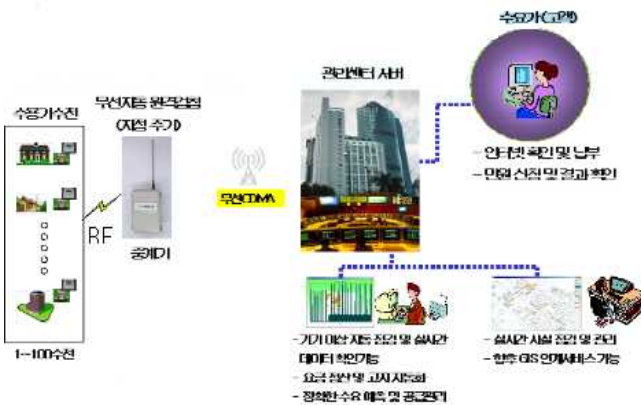 수요가(고객)
관리센터 서버
무선자동 원격검침
(지점 추가)
수용가수전
RF
중계기
무선CDMA
- 인터넷 확인 및 납부
- 민원 신청 및 결과 확인
1~100수전
- 기기 이상 자동 점검 및 실시간
데이터 확인가능
- 요금 정산 및 고지 자동화
- 정확한 수요 예측 및 공급관리
- 실시간 시설 점검 및 관리
- 향후 GIS 연계서비스 가능